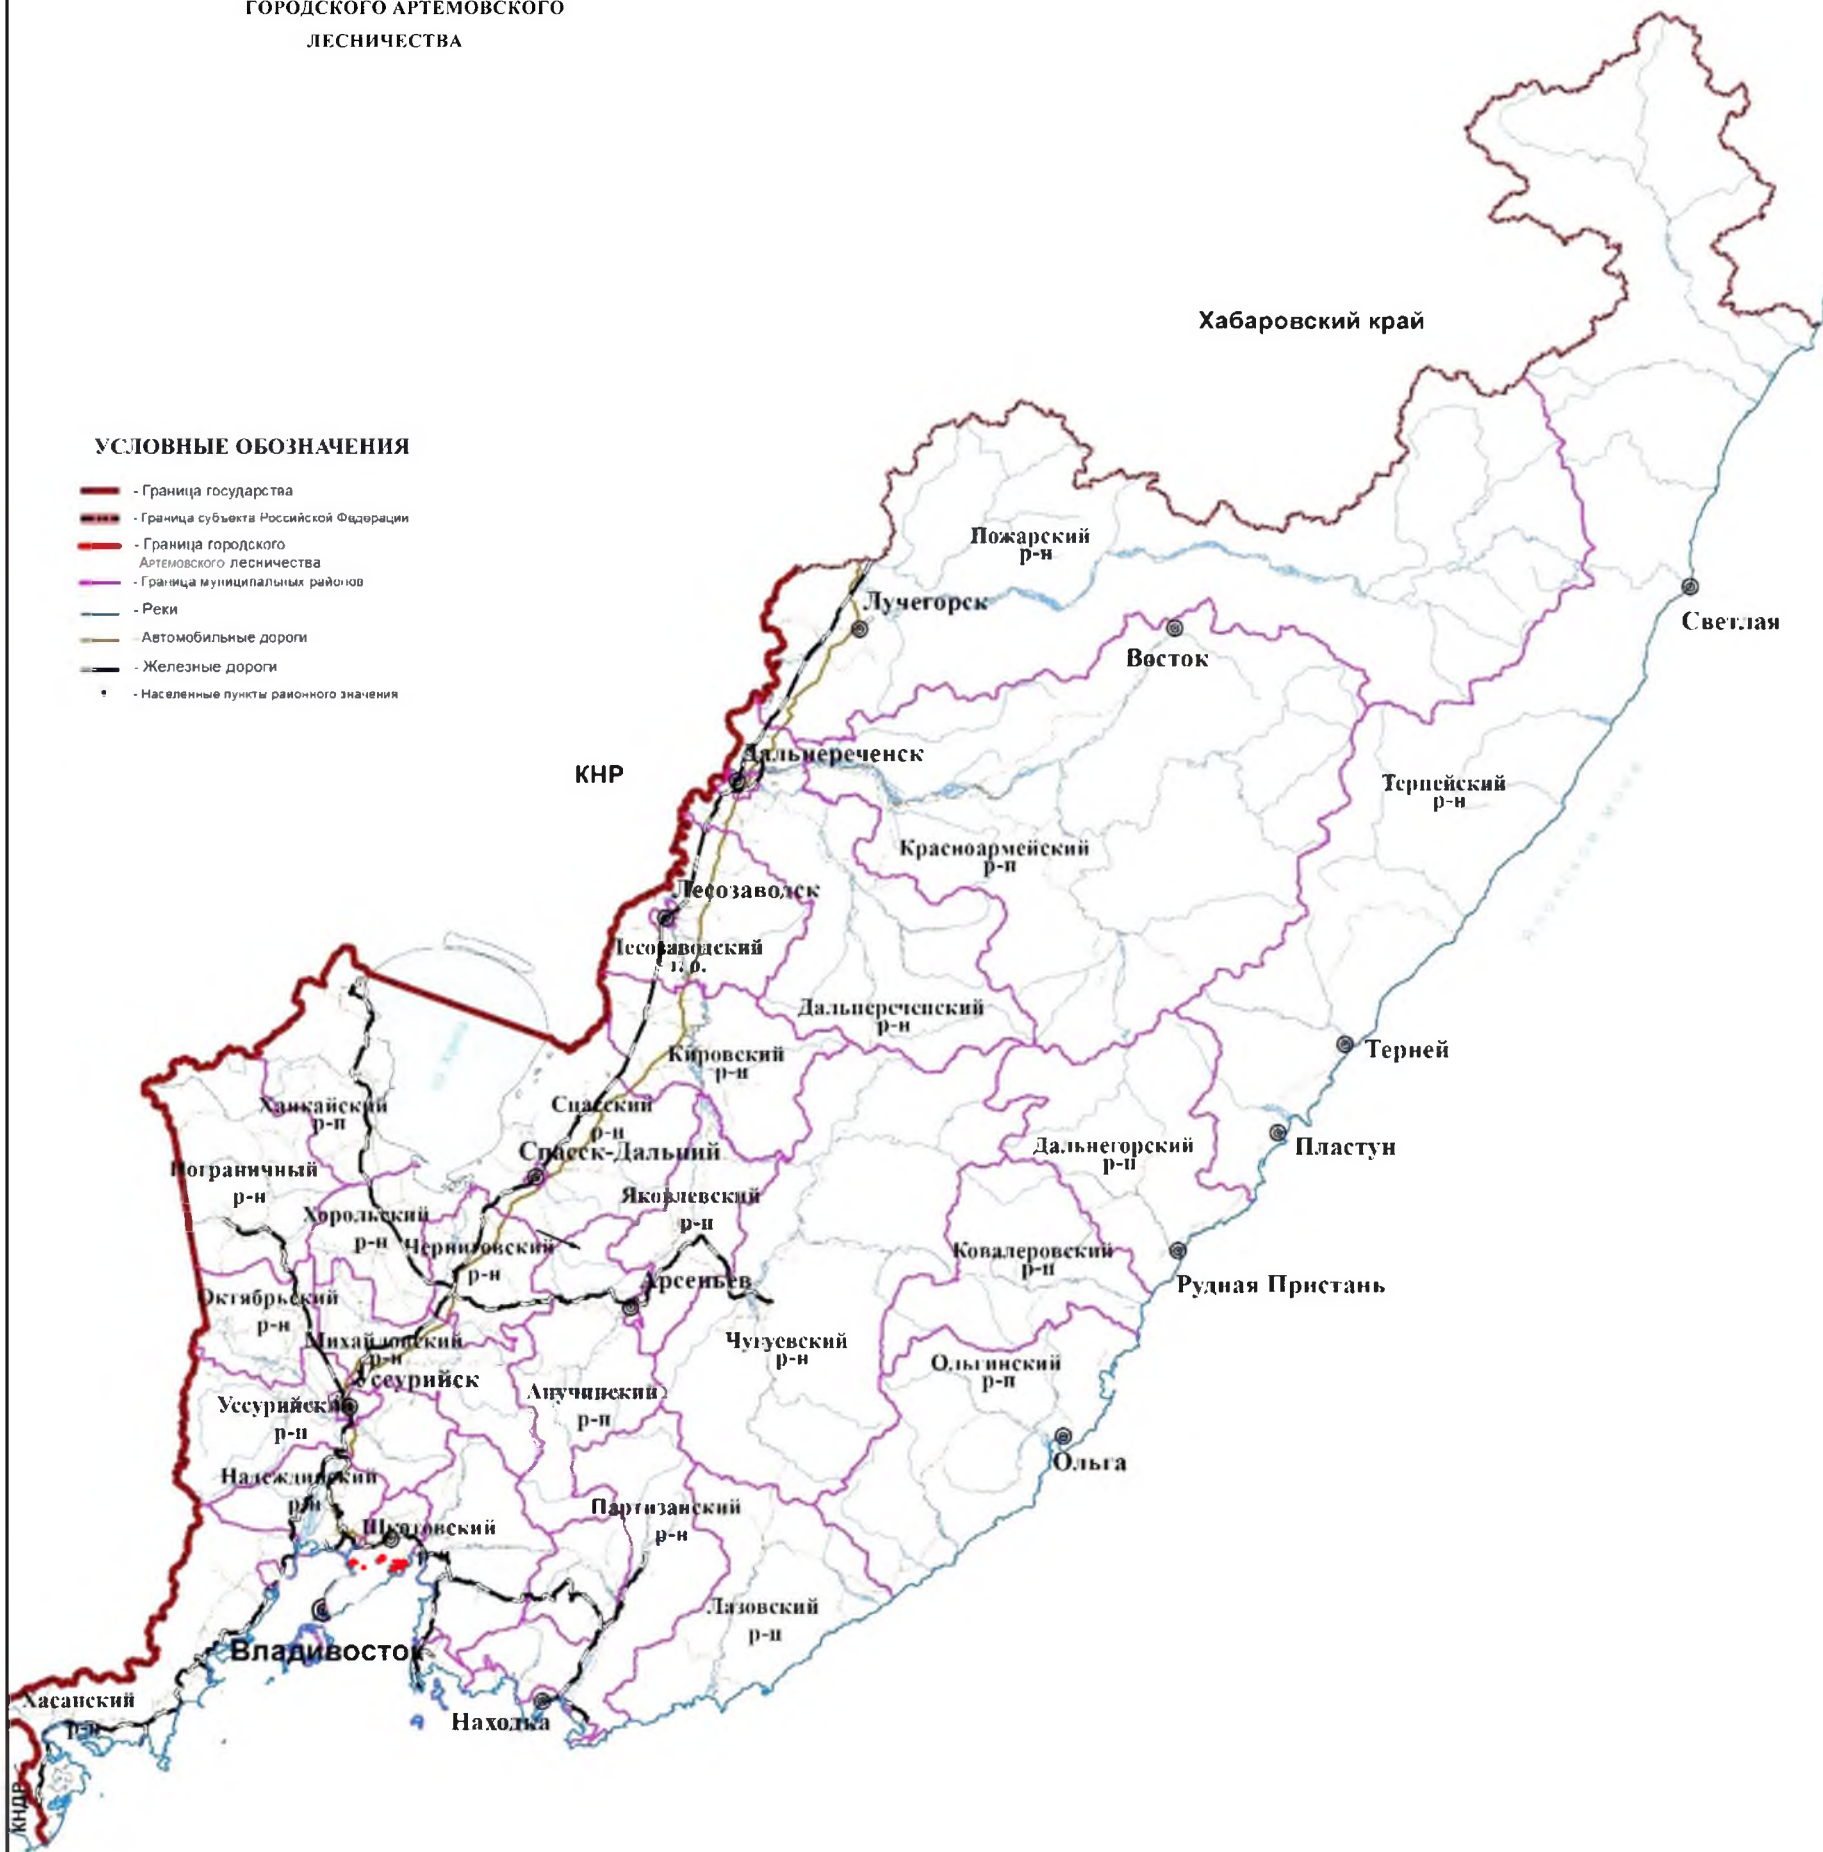 ГОРОДСКОГО АРТЕМОВСКОГО
ЛЕСНИЧЕСТВА
Хабаровский край
УСЛОВНЫЕ ОБОЗНАЧЕНИЯ
- Граница государства
- Граница субъекта Российской Федерации
- Граница городского
Артемовского лесничества
- Граница муниципальных районов
- Реки
Автомобильные дороги
- Железные дороги
- Населенные пункты районного значения
Пожарский
р-н
Лучегорск
Светлая
Восток
Дальнереченск
КНР
Тернейский
р-н
Красноармейский
р-н
Лесозаводск
Лесозаводский
г. о.
Дальнереченский
р-н
Кировский
р-н
Терней
Ханкайский
р-н
Спасский
р-н
Дальнегорский
р-н
Пластун
Спасск-Дальний
Пограничный
р-н
Яковлевский
р-н
Хорольский
р-н
Черниговский
р-н
Ковалеровский
р-н
Арсеньев
Рудная Пристань
Октябрьский
р-н
Михайловский
р-н
Чугуевский
р-н
Ольгинский
р-н
Уссурийск
Анучинский
р-н
Уссурийский
р-н
Ольга
Надеждинский
р-н
Партизанский
р-н
Шкотовский
р-н
Лазовский
р-н
Владивосток
Хасанский
р-н
Находка
КНДР